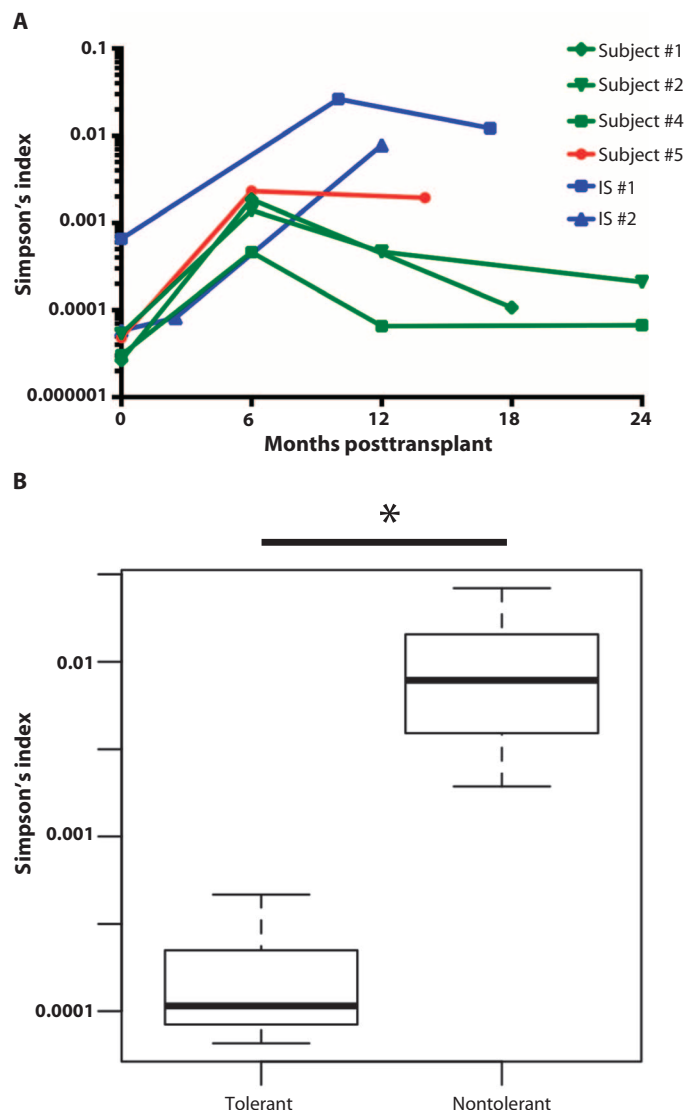 A
Simpson's index
0.1
0.01
0.001
0.0001
0.000001
0
6
12
18
24
Months posttransplant
Subject #1
Subject #2
Subject #4
Subject #5
IS #1
IS #2
B
*
Simpson's index
0.01
0.001
0.0001
Tolerant
Nontolerant